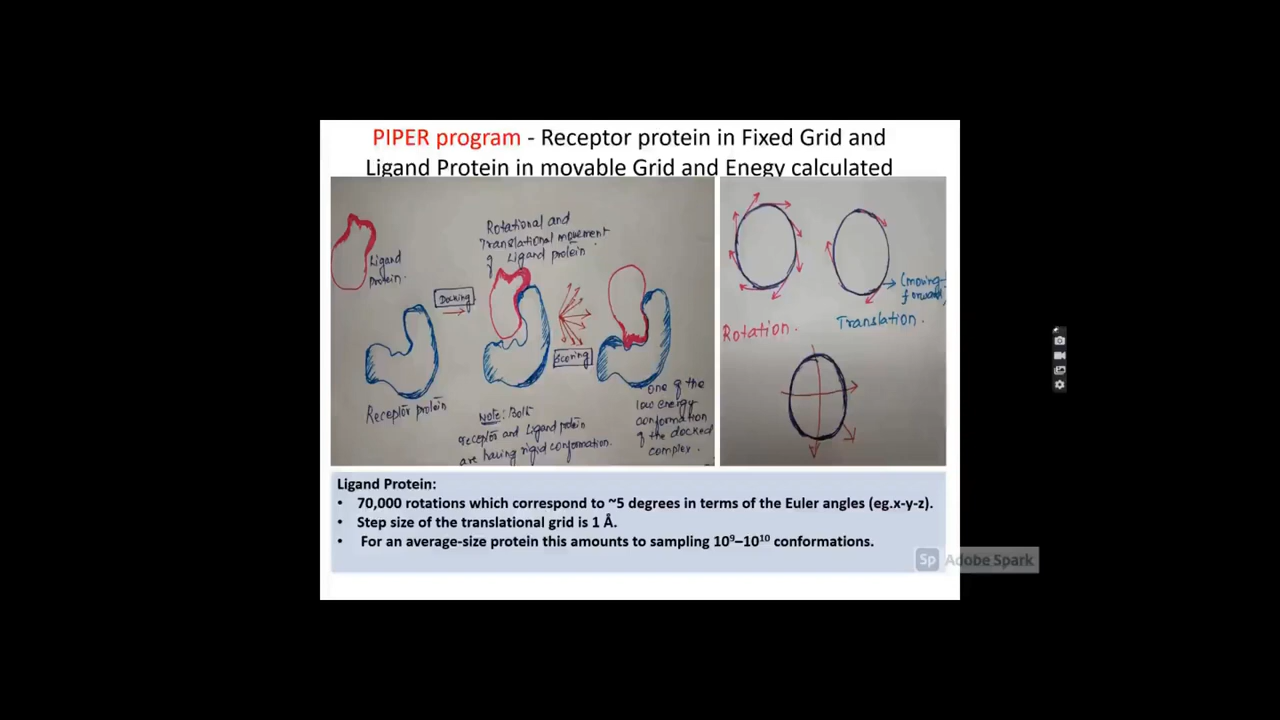 PIPER program - Receptor protein in Fixed Grid and
Ligand Protein in movable Grid and Enegy calculated
Ligand
protein.
Receptor protein
Docking
Rotational and
Translational movement
of Ligand protein
Note: Both
receptor and Ligand protein
are having rigid conformation.
Scoring
one of the
low energy
conformation
of the docked
complex.
Rotation.
Translation.
(moving
forward)
Ligand Protein:
• 70,000 rotations which correspond to ~5 degrees in terms of the Euler angles (eg.x-y-z).
• Step size of the translational grid is 1 Å.
• For an average-size protein this amounts to sampling 10⁹–10¹⁰ conformations.
Sp Adobe Spark